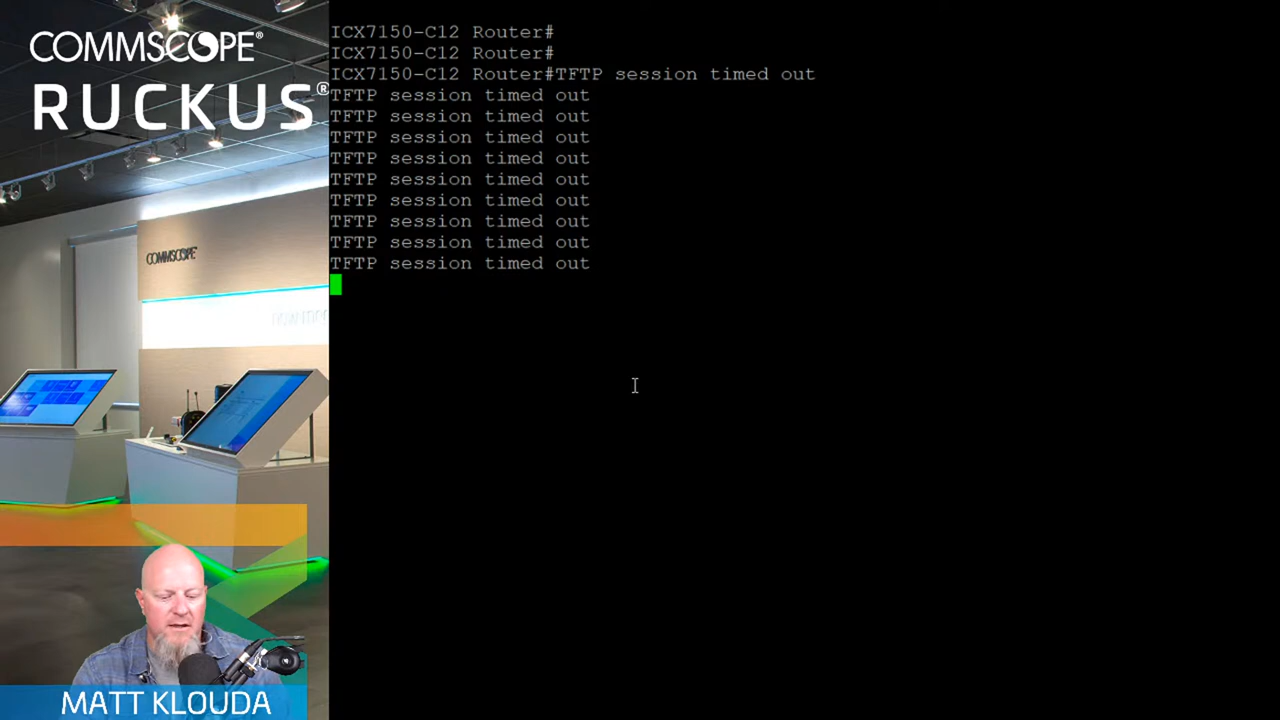 COMMSCOPE®
RUCKUS®
ICX7150-C12 Router#
ICX7150-C12 Router#
ICX7150-C12 Router#TFTP session timed out
TFTP session timed out
TFTP session timed out
TFTP session timed out
TFTP session timed out
TFTP session timed out
TFTP session timed out
TFTP session timed out
TFTP session timed out
TFTP session timed out
COMMSCOPE
MATT KLOUDA